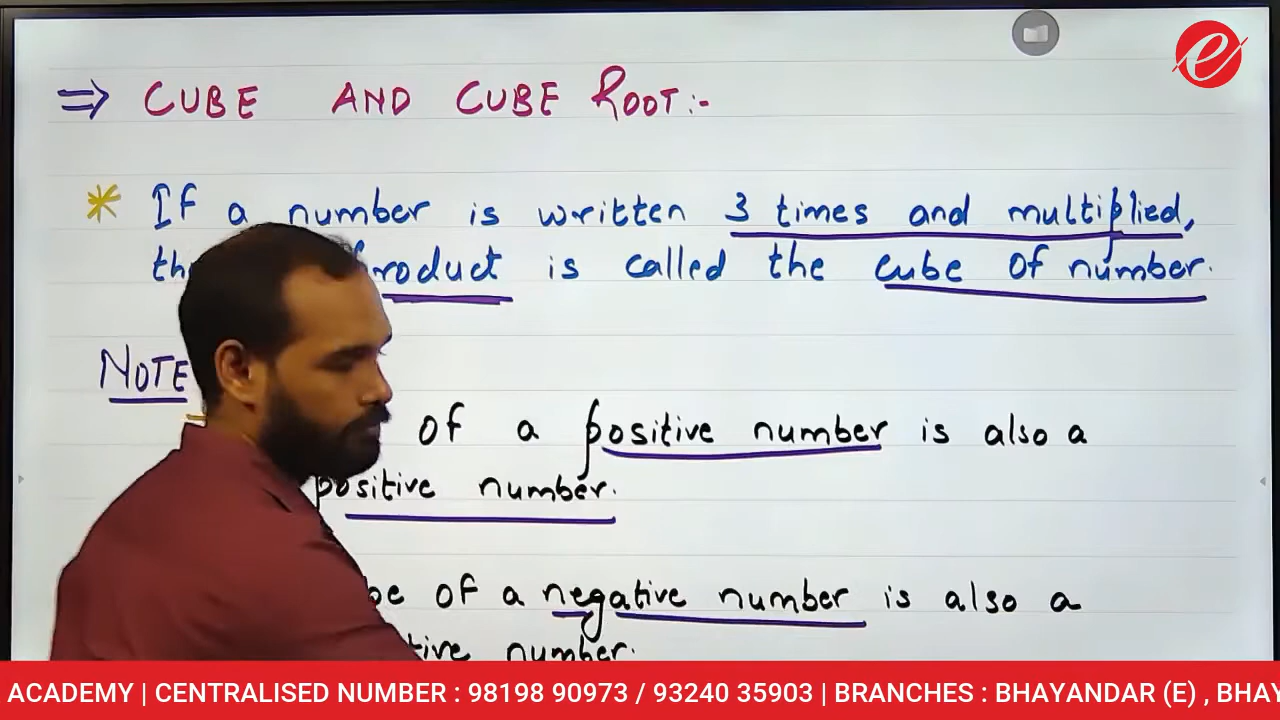 ⇒ CUBE AND CUBE ROOT:-
* If a number is written 3 times and multiplied,
product is called the cube of number.
NOTE
of a positive number is also a
positive number.
of a negative number is also a
number.
ACADEMY | CENTRALISED NUMBER : 98198 90973 / 93240 35903 | BRANCHES : BHAYANDAR (E) , BHAY
e